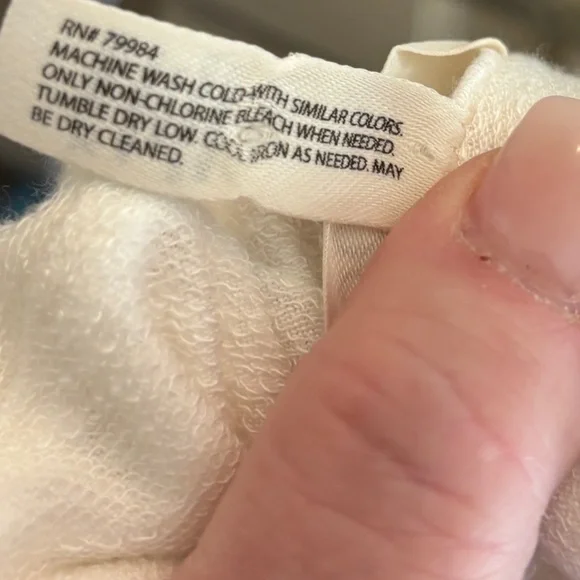 RN# 79984
MACHINE WASH COLD WITH SIMILAR COLORS.
ONLY NON-CHLORINE BLEACH WHEN NEEDED.
TUMBLE DRY LOW. COOL IRON AS NEEDED. MAY
BE DRY CLEANED.